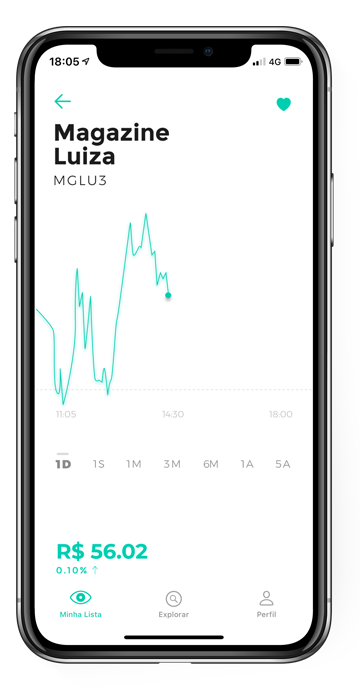 18:05
4G
Magazine
Luiza
MGLU3
11:05 14:30 18:00
1D 1S 1M 3M 6M 1A 5A
R$ 56.02
0.10% ↑
Minha Lista Explorar Perfil